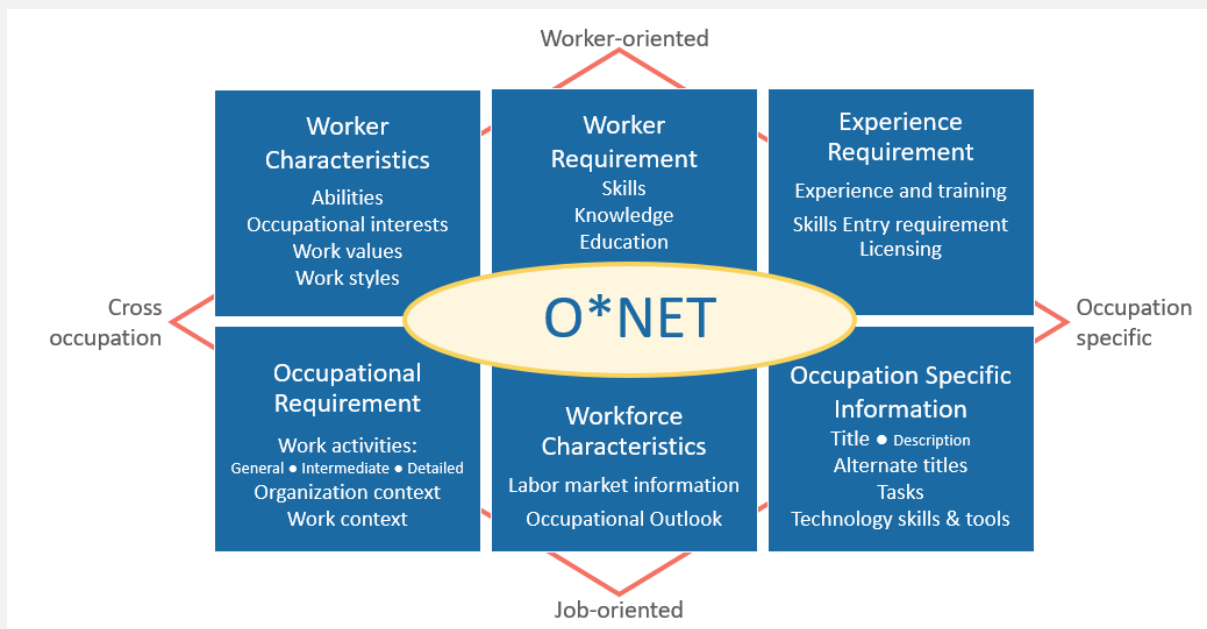 Worker-oriented
Worker
Characteristics
Abilities
Occupational interests
Work values
Work styles
Worker
Requirement
Skills
Knowledge
Education
Experience
Requirement
Experience and training
Skills Entry requirement
Licensing
Cross
occupation
O*NET
Occupation
specific
Occupational
Requirement
Work activities:
General ● Intermediate ● Detailed
Organization context
Work context
Workforce
Characteristics
Labor market information
Occupational Outlook
Occupation Specific
Information
Title ● Description
Alternate titles
Tasks
Technology skills & tools
Job-oriented